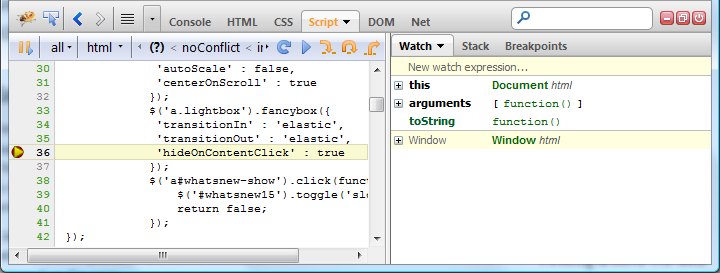 Console HTML CSS Script DOM Net
all html (?) < noConflict <
Watch Stack Breakpoints
New watch expression...
this Document html
arguments [ function() ]
toString function()
Window Window html
30 'autoScale' : false,
31 'centerOnScroll' : true
32 });
33 $('a.lightbox').fancybox({
34 'transitionIn' : 'elastic',
35 'transitionOut' : 'elastic',
36 'hideOnContentClick' : true
37 });
38 $('a#whatsnew-show').click(func
39 $('#whatsnew15').toggle('slo
40 return false;
41 });
42 });